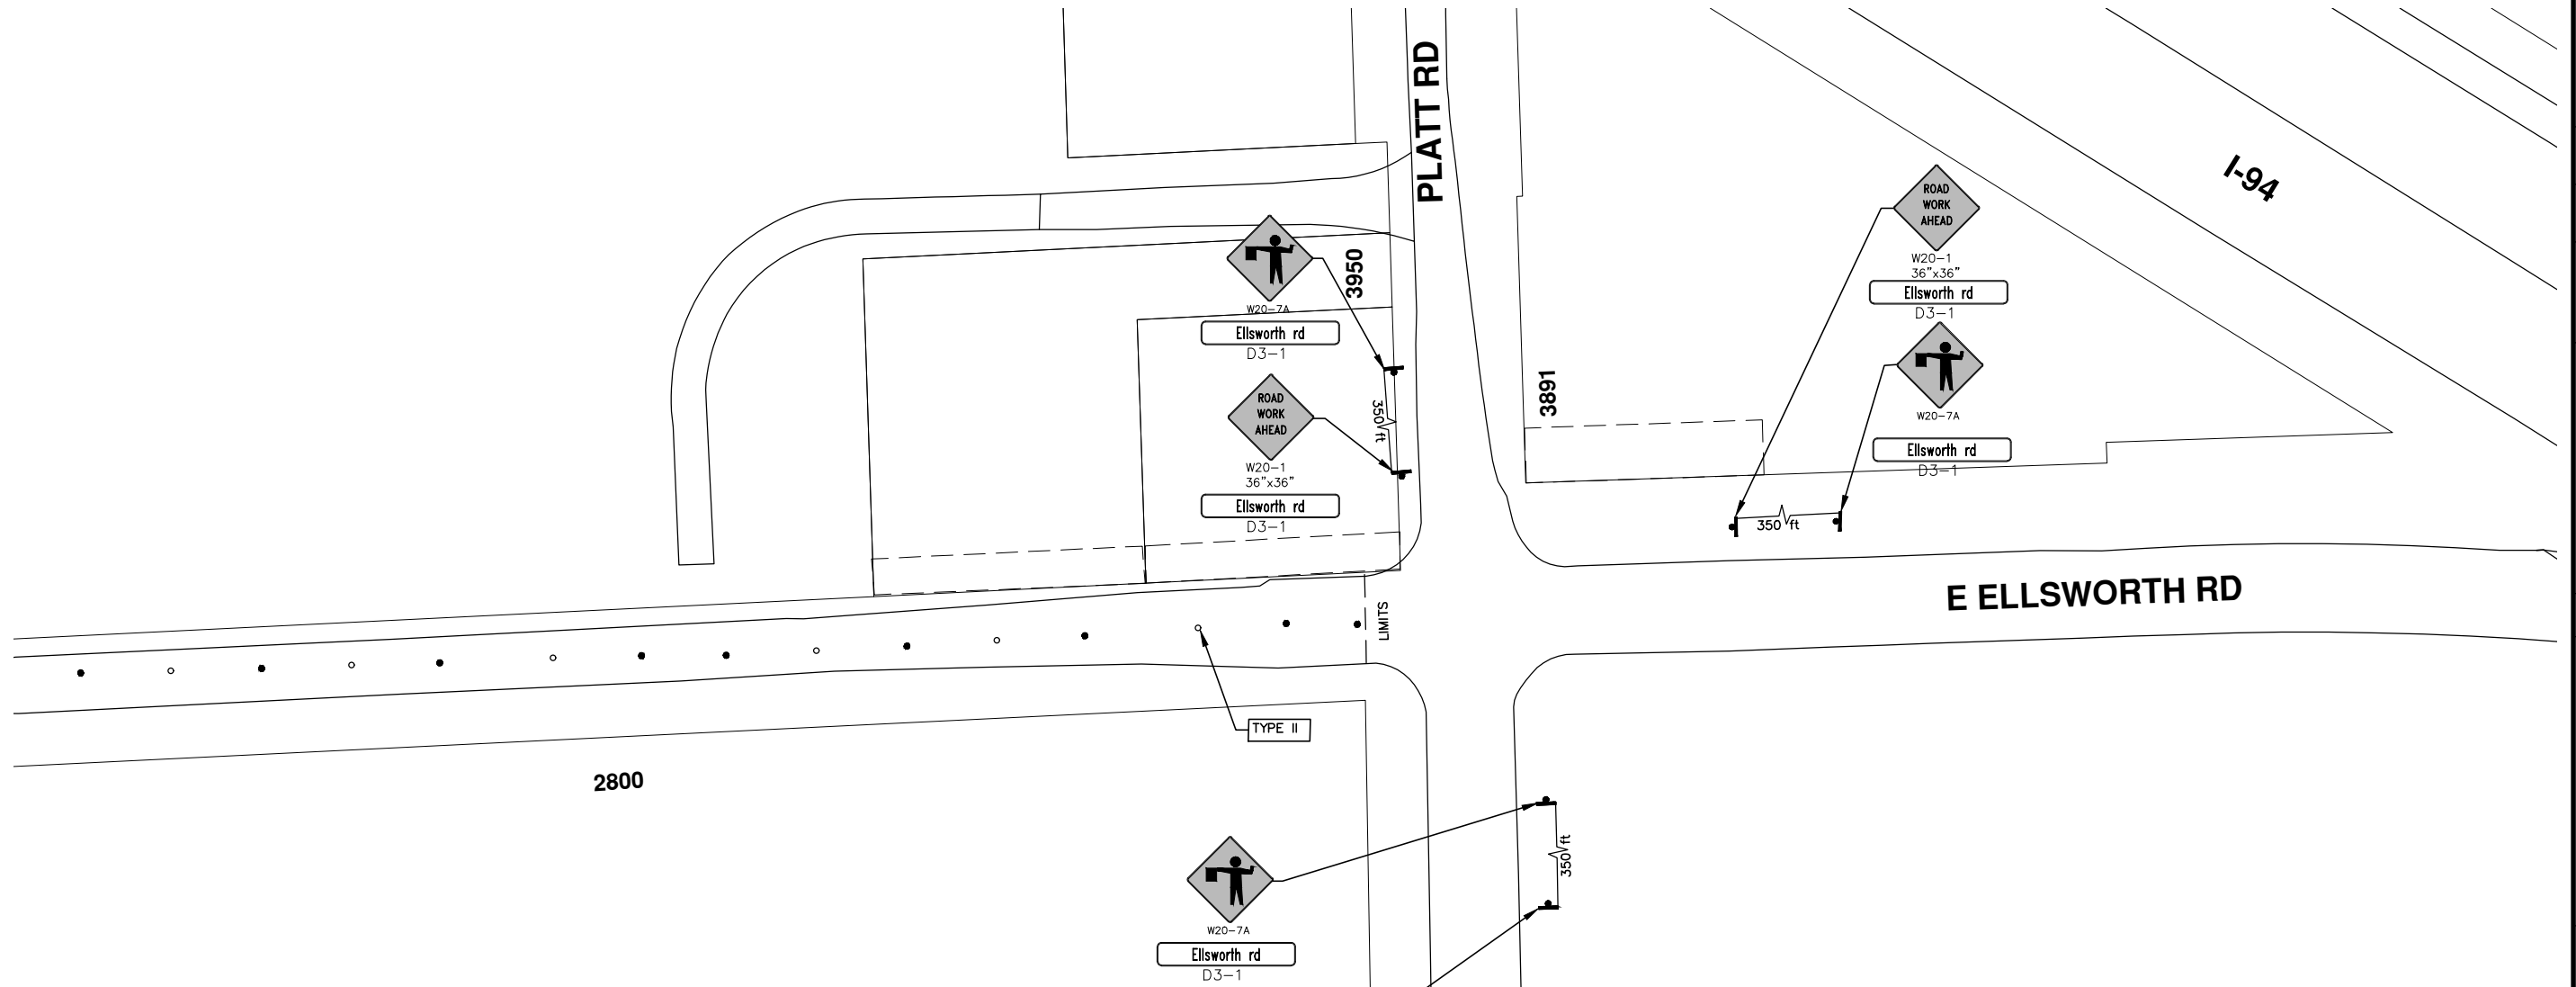 PLATT RD
I-94
ROAD
WORK
AHEAD
W20-1
36"x36"
Ellsworth rd
D3-1
3950
W20-7A
Ellsworth rd
D3-1
W20-7A
Ellsworth rd
D3-1
3891
350 ft
ROAD
WORK
AHEAD
W20-1
36"x36"
Ellsworth rd
D3-1
350 ft
E ELLSWORTH RD
LIMITS
TYPE II
2800
350 ft
W20-7A
Ellsworth rd
D3-1